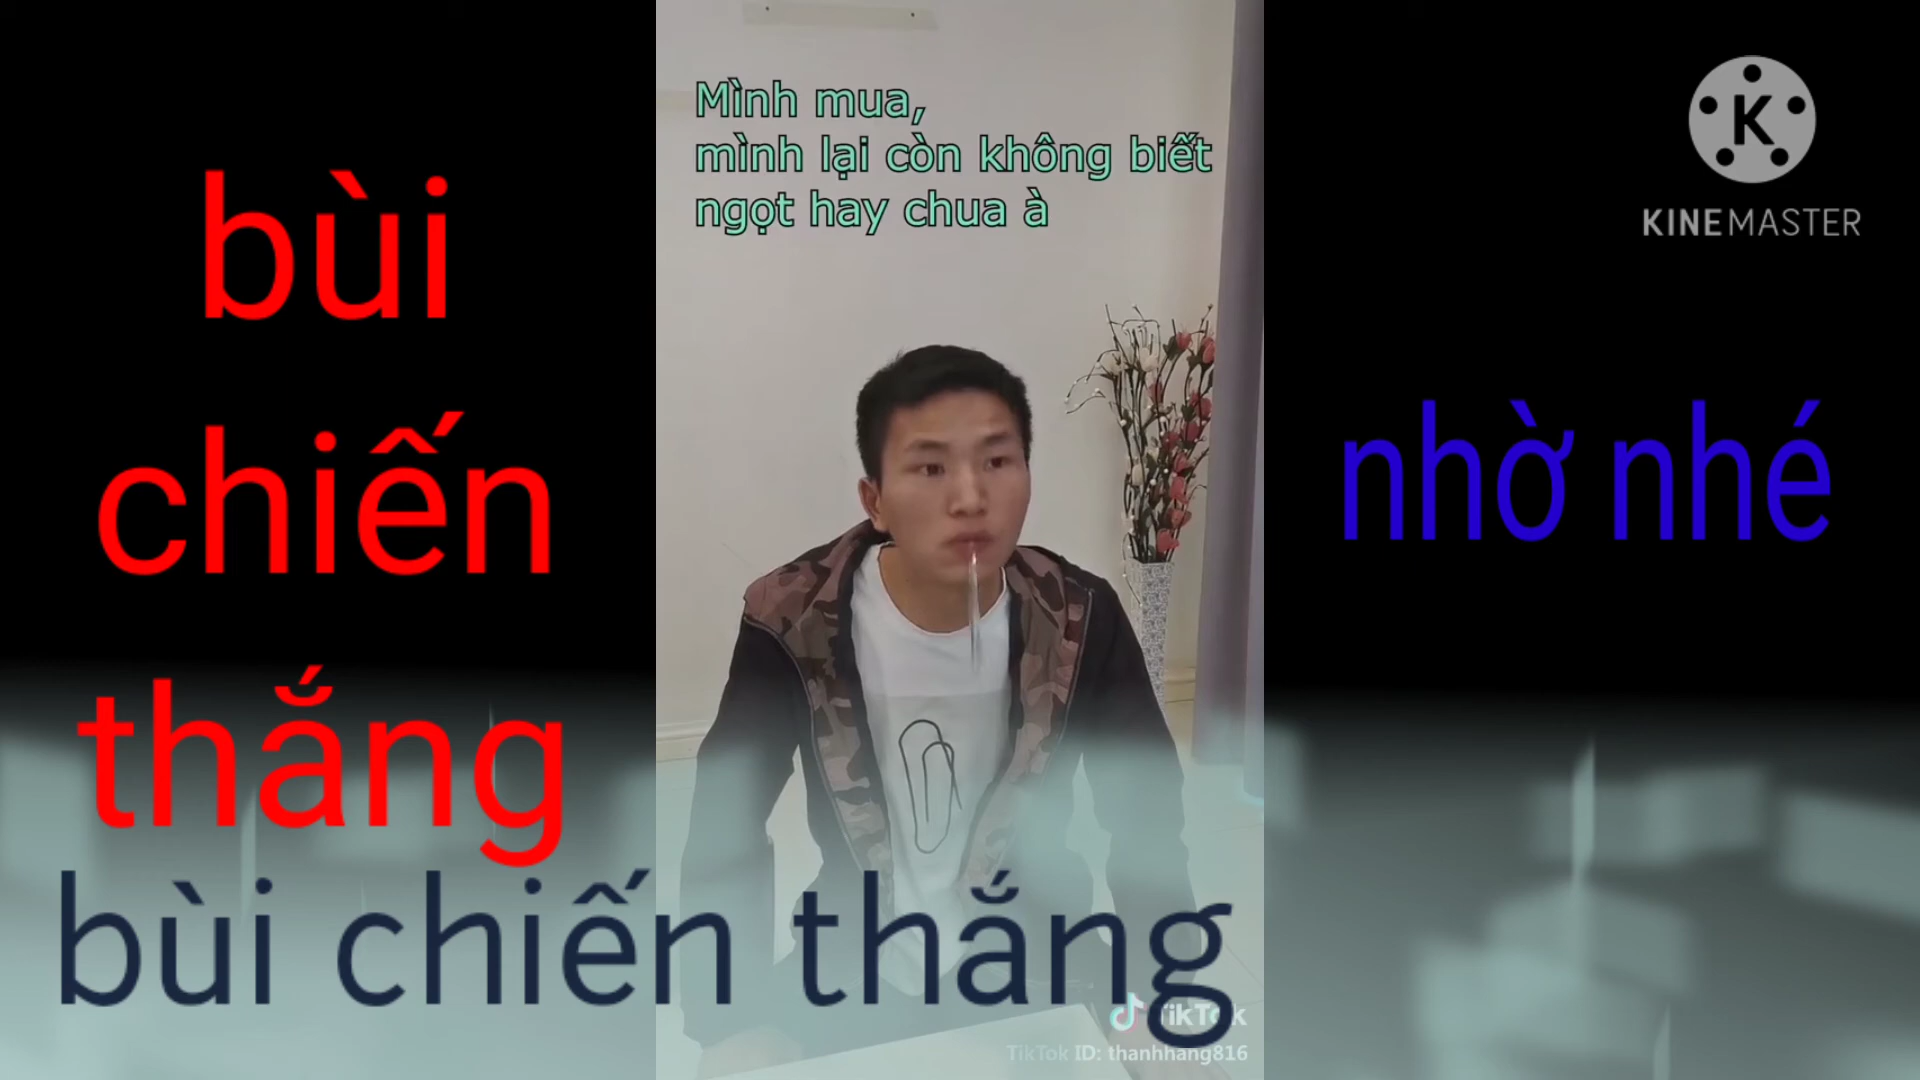 bùi
chiến
thắng
Mình mua,
mình lại còn không biết
ngọt hay chua à
K
KINEMASTER
nhờ nhé
bùi chiến thắng
TikTok
TikTok ID: thanhhang816